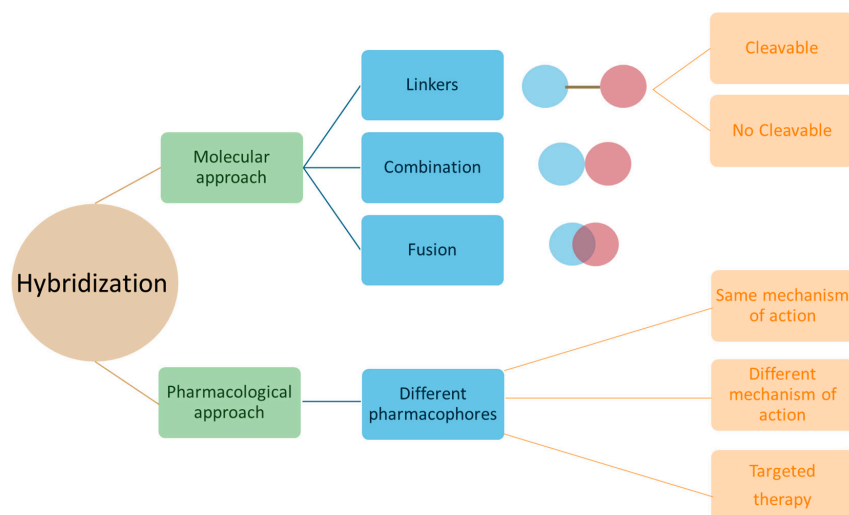 Hybridization
Molecular
approach
Linkers
Combination
Fusion
Cleavable
No Cleavable
Pharmacological
approach
Different
pharmacophores
Same mechanism
of action
Different
mechanism of
action
Targeted
therapy